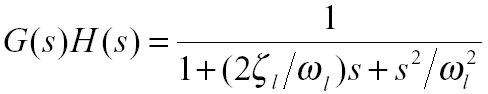 G(s)H(s) = 1 / (1+(2ζ_l/ω_l)s+s²/ω_l²)